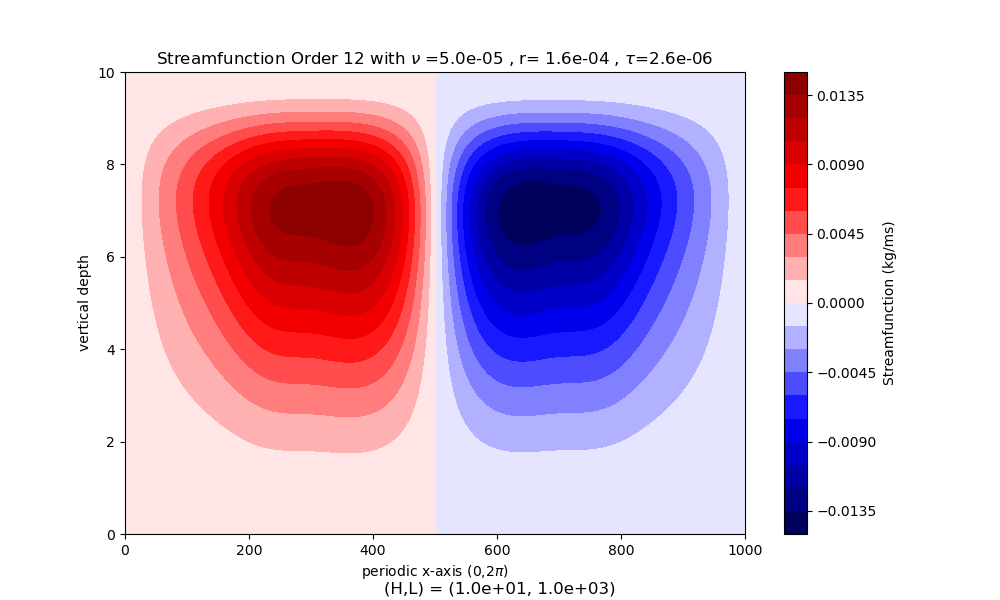 Streamfunction Order 12 with ν =5.0e-05 , r= 1.6e-04 , τ=2.6e-06
10
8
6
4
2
0
vertical depth
0 200 400 600 800 1000
periodic x-axis (0,2π)
(H,L) = (1.0e+01, 1.0e+03)
0.0135
0.0090
0.0045
0.0000
−0.0045
−0.0090
−0.0135
Streamfunction (kg/ms)